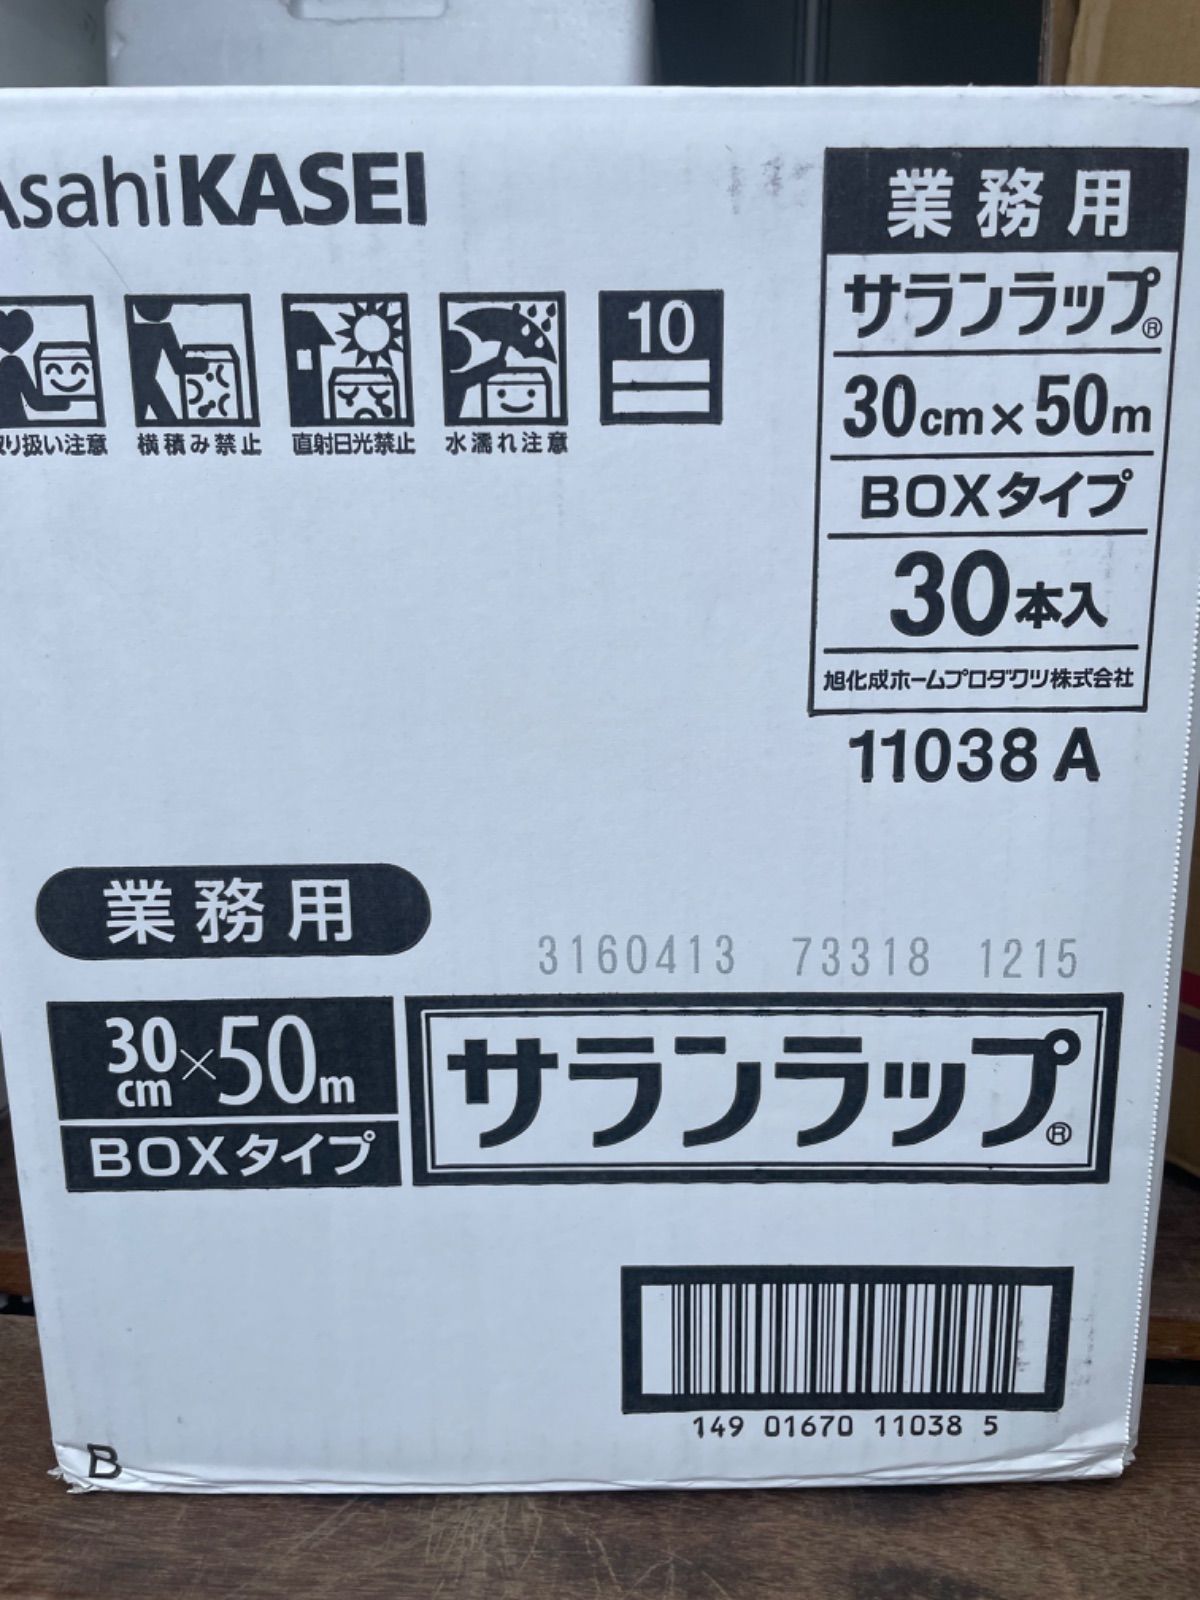 AsahiKASEI
取り扱い注意
横積み禁止
直射日光禁止
水濡れ注意
10
業務用
サランラップ®
30cm×50m
BOXタイプ
30本入
旭化成ホームプロダクツ株式会社
11038 A
業務用
3160413 73318 1215
30cm×50m
BOXタイプ
サランラップ®
149 01670 11038 5
B